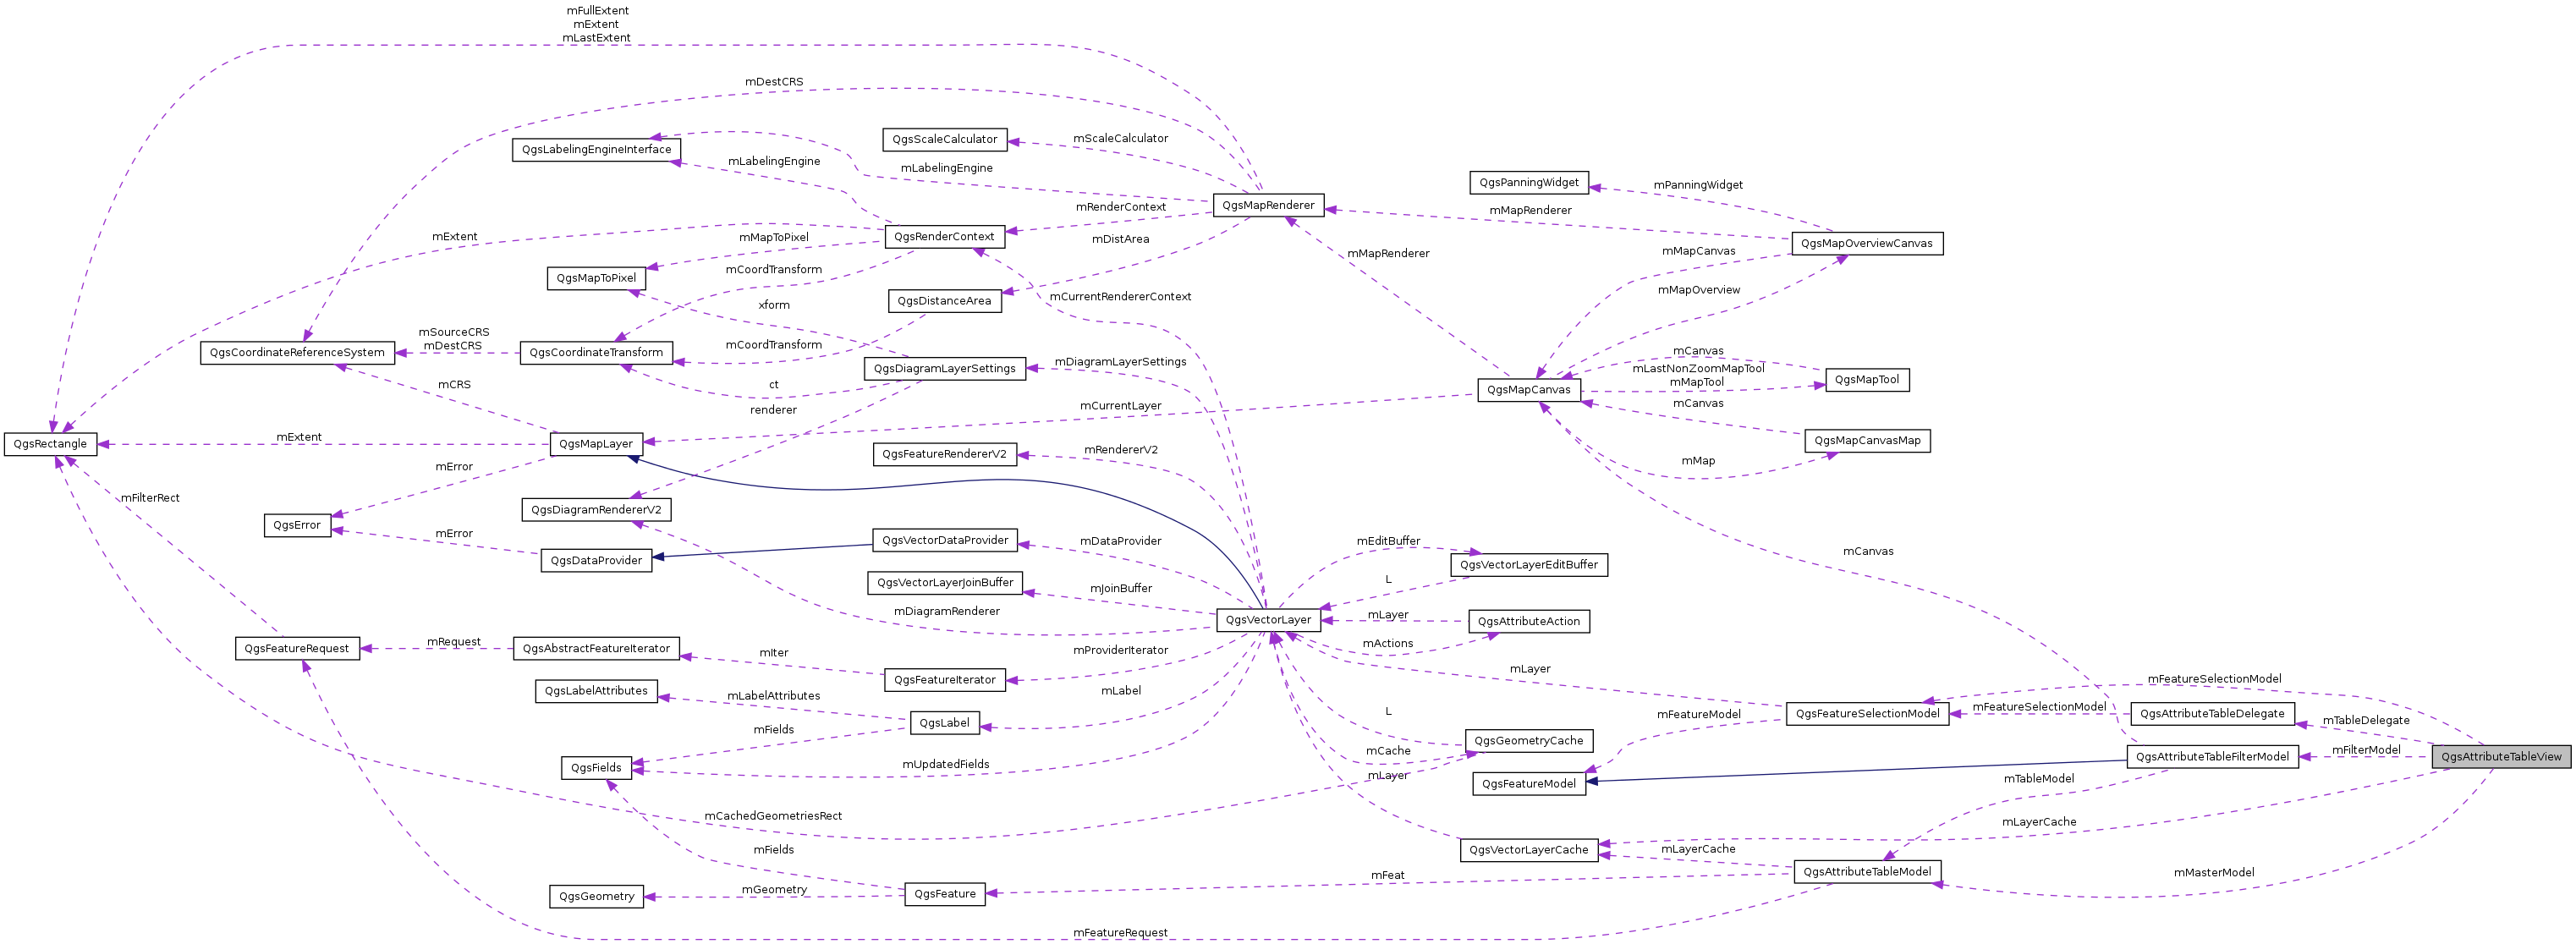 mFullExtent
mExtent
mLastExtent
mDestCRS
QgsScaleCalculator
mScaleCalculator
QgsLabelingEngineInterface
mLabelingEngine
mLabelingEngine
QgsPanningWidget
mPanningWidget
QgsMapRenderer
mRenderContext
mMapRenderer
mExtent
mMapToPixel
QgsRenderContext
mDistArea
QgsMapOverviewCanvas
mMapRenderer
mMapCanvas
mCoordTransform
QgsMapToPixel
xform
QgsDistanceArea
mCurrentRendererContext
mMapOverview
mSourceCRS
mDestCRS
mCoordTransform
QgsCoordinateReferenceSystem
QgsCoordinateTransform
mDiagramLayerSettings
mCanvas
QgsDiagramLayerSettings
mLastNonZoomMapTool
mMapTool
QgsMapTool
mCRS
ct
QgsMapCanvas
renderer
mCurrentLayer
mCanvas
QgsRectangle
mExtent
QgsMapLayer
QgsMapCanvasMap
mRendererV2
QgsFeatureRendererV2
mMap
mError
mFilterRect
QgsDiagramRendererV2
QgsError
mError
QgsVectorDataProvider
mDataProvider
mEditBuffer
mCanvas
QgsDataProvider
QgsVectorLayerEditBuffer
QgsVectorLayerJoinBuffer
mJoinBuffer
L
mDiagramRenderer
QgsVectorLayer
mLayer
QgsAttributeAction
mRequest
QgsFeatureRequest
QgsAbstractFeatureIterator
mIter
mProviderIterator
mActions
mLayer
QgsFeatureIterator
mFeatureSelectionModel
QgsLabelAttributes
mLabelAttributes
mLabel
L
mFeatureModel
QgsFeatureSelectionModel
mFeatureSelectionModel
QgsAttributeTableDelegate
mTableDelegate
QgsLabel
mFields
QgsGeometryCache
mCache
mFilterModel
QgsAttributeTableFilterModel
QgsAttributeTableView
QgsFields
mUpdatedFields
mLayer
QgsFeatureModel
mTableModel
mCachedGeometriesRect
mLayerCache
mFields
QgsVectorLayerCache
mLayerCache
mFeat
QgsAttributeTableModel
mMasterModel
QgsGeometry
mGeometry
QgsFeature
mFeatureRequest